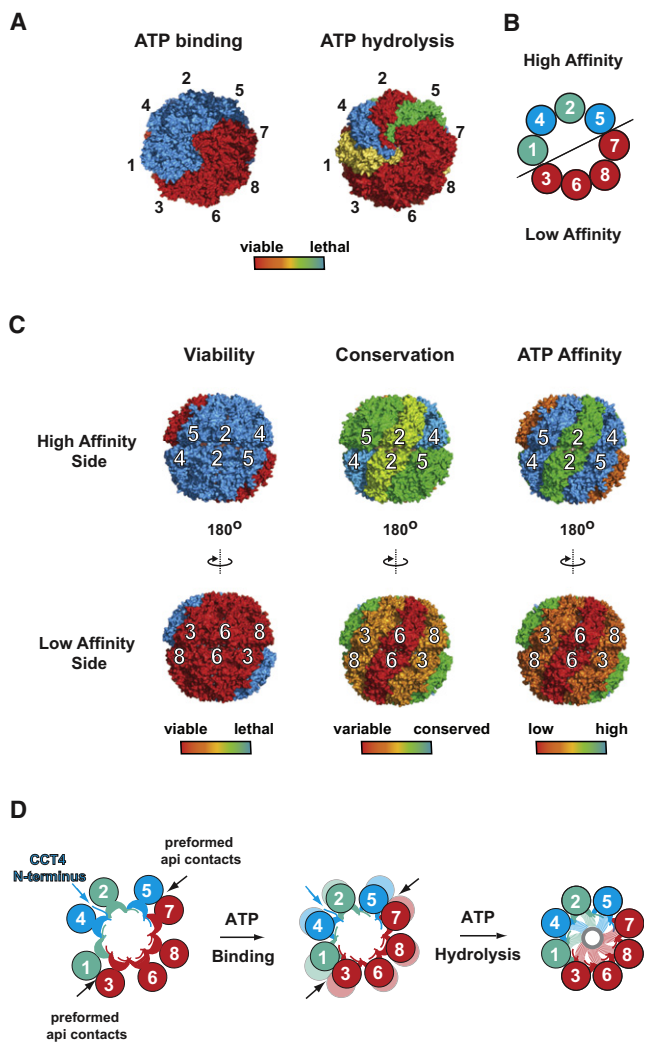 A
ATP binding
ATP hydrolysis
2
4
5
7
1
8
3
6
2
4
5
7
1
8
3
6
viable lethal
B
High Affinity
2
4
5
1
7
3
6
8
Low Affinity
C
Viability
Conservation
ATP Affinity
High Affinity
Side
5 2 4
4 2 5
5 2 4
4 2 5
5 2 4
4 2 5
180º
180º
180º
Low Affinity
Side
3 6 8
8 6 3
3 6 8
8 6 3
3 6 8
8 6 3
viable lethal
variable conserved
low high
D
preformed
api contacts
CCT4
N-terminus
2
5
4
7
1
8
3
6
preformed
api contacts
ATP
Binding
2
5
4
7
1
8
3
6
ATP
Hydrolysis
2
5
4
7
1
8
3
6